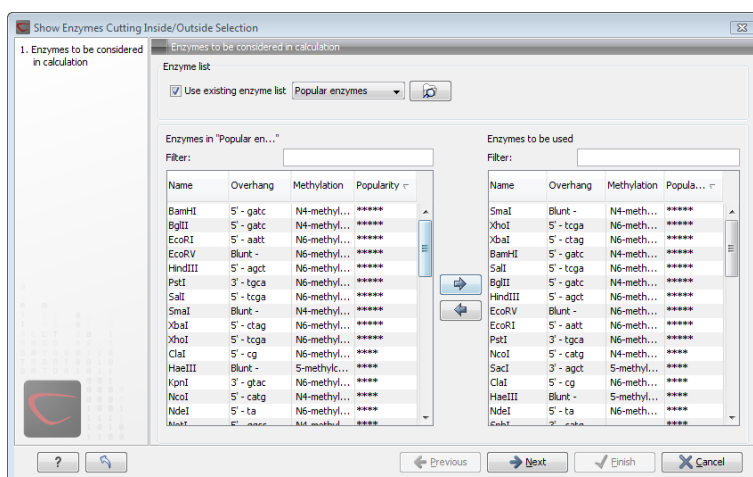 Show Enzymes Cutting Inside/Outside Selection
1. Enzymes to be considered
in calculation
Enzymes to be considered in calculation
Enzyme list
Use existing enzyme list Popular enzymes
Enzymes in "Popular en..."
Filter:
Name Overhang Methylation Popularity
BamHI 5' - gatc N4-methyl... *****
BglII 5' - gatc N4-methyl... *****
EcoRI 5' - aatt N6-methyl... *****
EcoRV Blunt - N6-methyl... *****
HindIII 5' - agct N6-methyl... *****
PstI 3' - tgca N6-methyl... *****
SalI 5' - tcga N6-methyl... *****
SmaI Blunt - N4-methyl... *****
XbaI 5' - ctag N6-methyl... *****
XhoI 5' - tcga N6-methyl... *****
ClaI 5' - cg N6-methyl... ****
HaeIII Blunt - 5-methylc... ****
KpnI 3' - gtac N6-methyl... ****
NcoI 5' - catg N4-methyl... ****
NdeI 5' - ta N6-methyl... ****
NotI 5' - ggcc N4-methyl... ****
Enzymes to be used
Filter:
Name Overhang Methylation Popula...
SmaI Blunt - N4-meth... *****
XhoI 5' - tcga N6-meth... *****
XbaI 5' - ctag N6-meth... *****
BamHI 5' - gatc N4-meth... *****
SalI 5' - tcga N6-meth... *****
BglII 5' - gatc N4-meth... *****
HindIII 5' - agct N6-meth... *****
EcoRV Blunt - N6-meth... *****
EcoRI 5' - aatt N6-meth... *****
PstI 3' - tgca N6-meth... *****
NcoI 5' - catg N4-meth... ****
SacI 3' - agct 5-methyl... ****
ClaI 5' - cg N6-meth... ****
HaeIII Blunt - 5-methyl... ****
NdeI 5' - ta N6-meth... ****
SphI 3' - catg ****
? Previous Next Finish Cancel